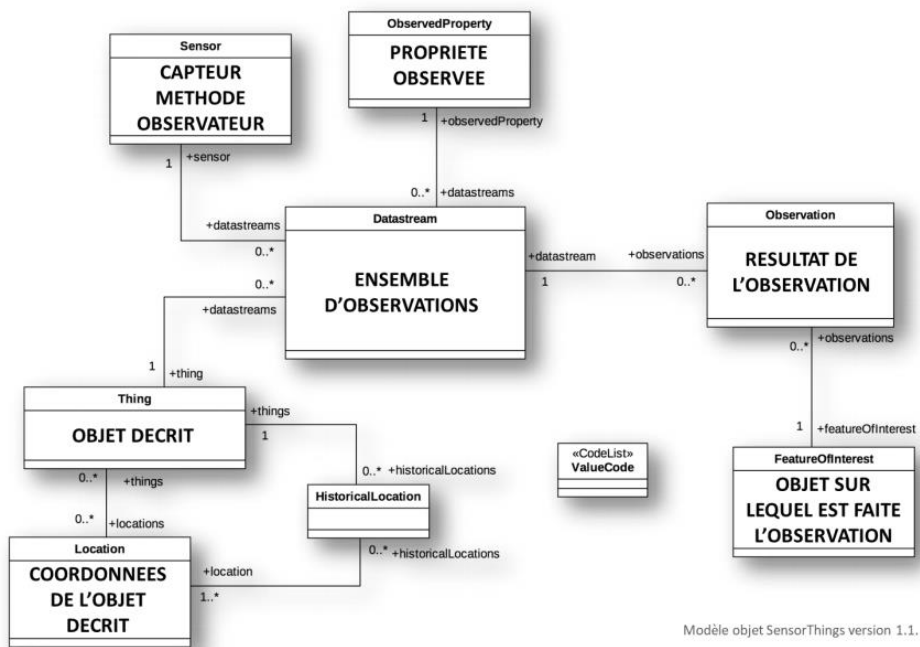 ObservedProperty
PROPRIETE
OBSERVEE
Sensor
CAPTEUR
METHODE
OBSERVATEUR
1
+observedProperty
1
+sensor
0..*
+datastreams
+datastreams
0..*
Datastream
ENSEMBLE
D'OBSERVATIONS
0..*
+datastreams
+datastream
1
+observations
0..*
Observation
RESULTAT DE
L'OBSERVATION
0..*
+observations
1
+featureOfInterest
FeatureOfInterest
OBJET SUR
LEQUEL EST FAITE
L'OBSERVATION
1
+thing
Thing
OBJET DECRIT
+things
1
0..*
+historicalLocations
HistoricalLocation
0..*
+historicalLocations
0..*
+things
0..*
+locations
Location
COORDONNEES
DE L'OBJET
DECRIT
+location
1..*
«CodeList»
ValueCode
Modèle objet SensorThings version 1.1.